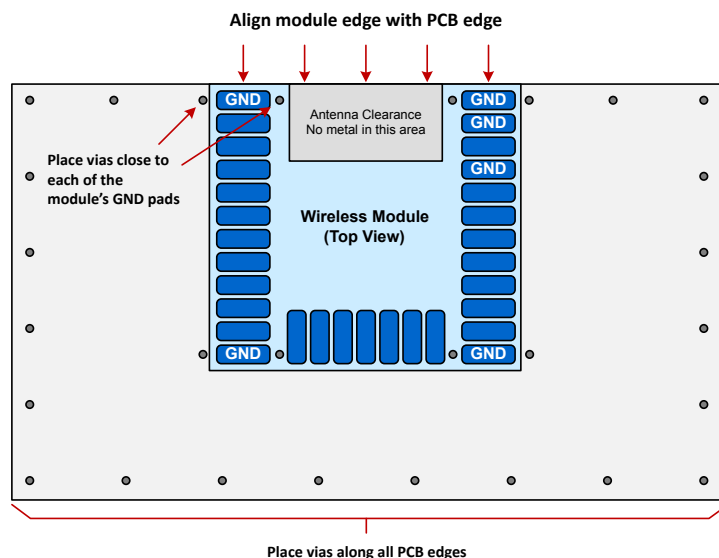 Align module edge with PCB edge
GND
GND
Antenna Clearance
No metal in this area
GND
Place vias close to
each of the
module's GND pads
GND
Wireless Module
(Top View)
GND
GND
Place vias along all PCB edges